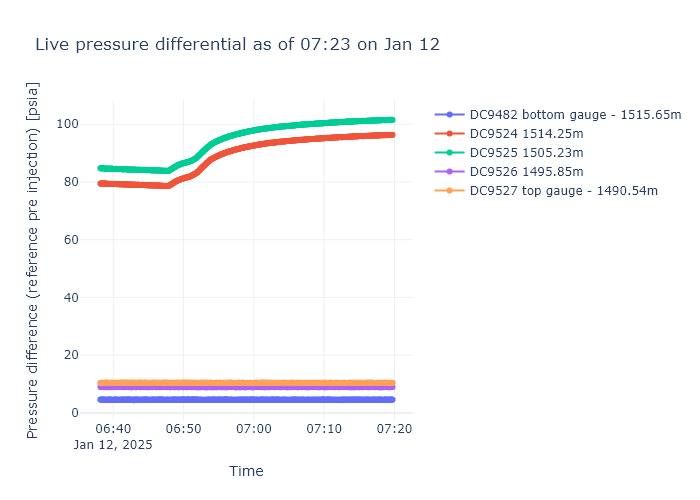 Live pressure differential as of 07:23 on Jan 12
Pressure difference (reference pre injection) [psia]
100
80
60
40
20
0
06:40
Jan 12, 2025
06:50
07:00
07:10
07:20
Time
DC9482 bottom gauge - 1515.65m
DC9524 1514.25m
DC9525 1505.23m
DC9526 1495.85m
DC9527 top gauge - 1490.54m